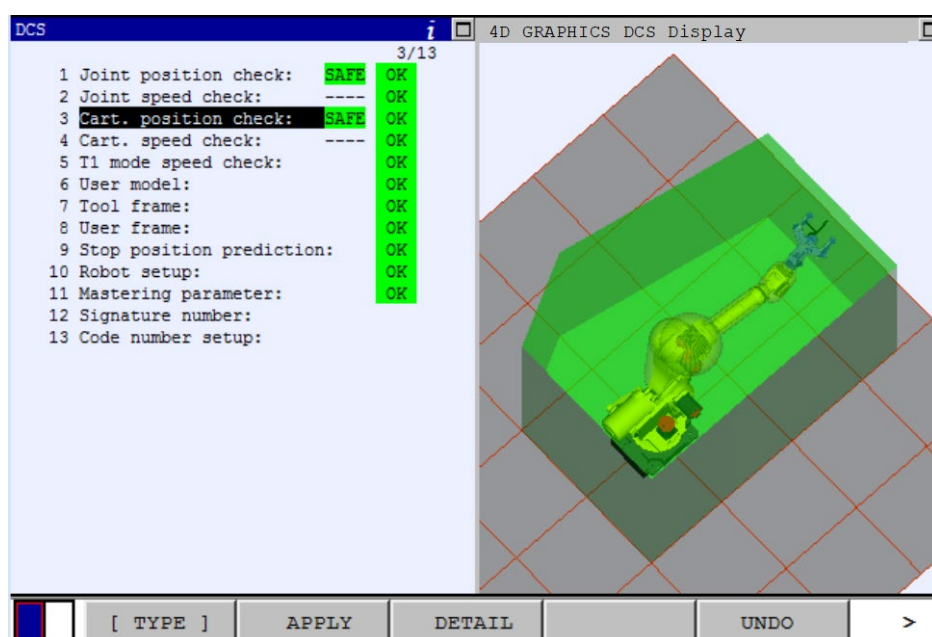 DCS i
3/13
1 Joint position check: SAFE OK
2 Joint speed check: ---- OK
3 Cart. position check: SAFE OK
4 Cart. speed check: ---- OK
5 T1 mode speed check: OK
6 User model: OK
7 Tool frame: OK
8 User frame: OK
9 Stop position prediction: OK
10 Robot setup: OK
11 Mastering parameter: OK
12 Signature number:
13 Code number setup:
4D GRAPHICS DCS Display
[ TYPE ] APPLY DETAIL UNDO >